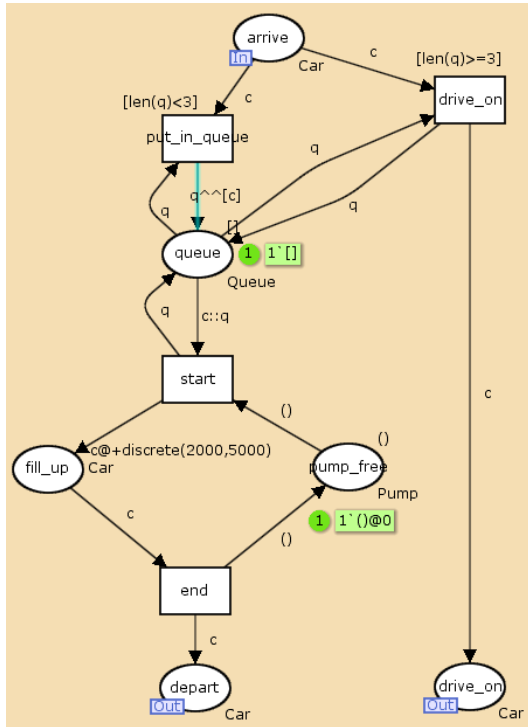 arrive
In
Car
c
c
[len(q)>=3]
[len(q)<3]
drive_on
put_in_queue
q
q^^[c]
q
q
[]
queue
1
1`[]
Queue
q
c::q
start
c
()
c@+discrete(2000,5000)
()
fill_up
Car
pump_free
Pump
c
1
1`()@0
()
end
c
depart
Out
Car
drive_on
Out
Car